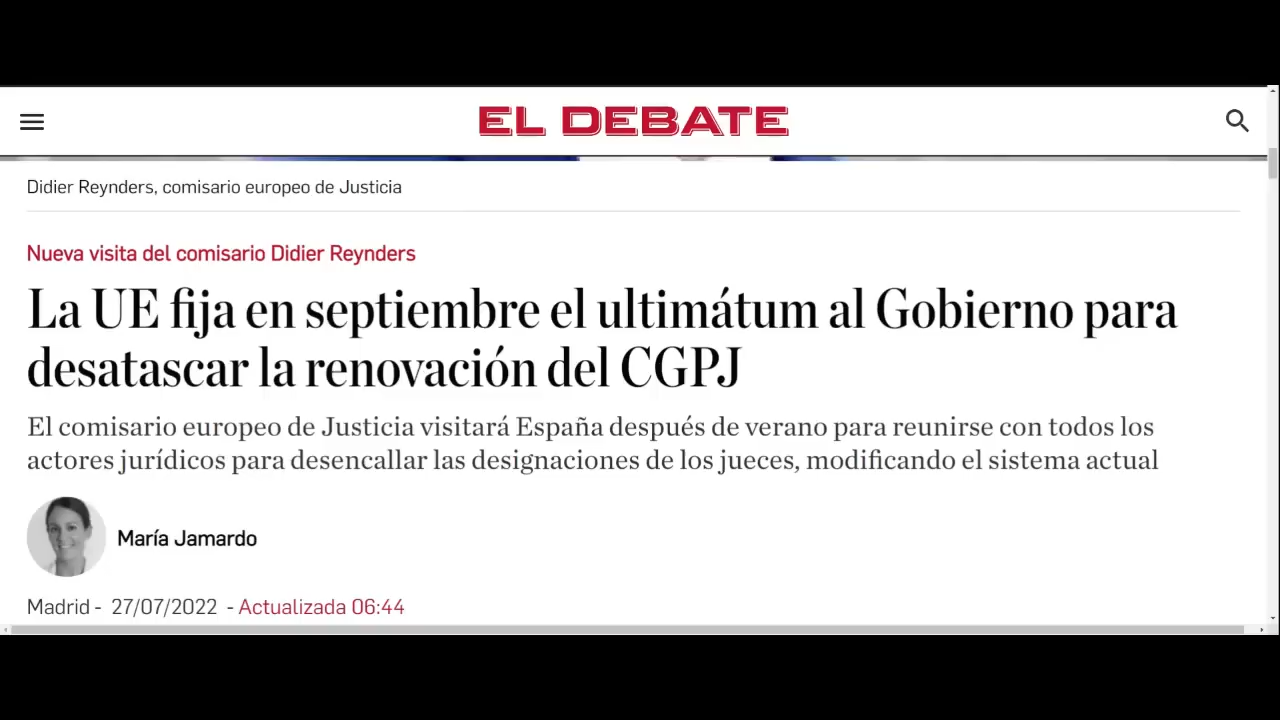 EL DEBATE
Didier Reynders, comisario europeo de Justicia
Nueva visita del comisario Didier Reynders
La UE fija en septiembre el ultimátum al Gobierno para
desatascar la renovación del CGPJ
El comisario europeo de Justicia visitará España después de verano para reunirse con todos los
actores jurídicos para desencallar las designaciones de los jueces, modificando el sistema actual
María Jamardo
Madrid - 27/07/2022 - Actualizada 06:44